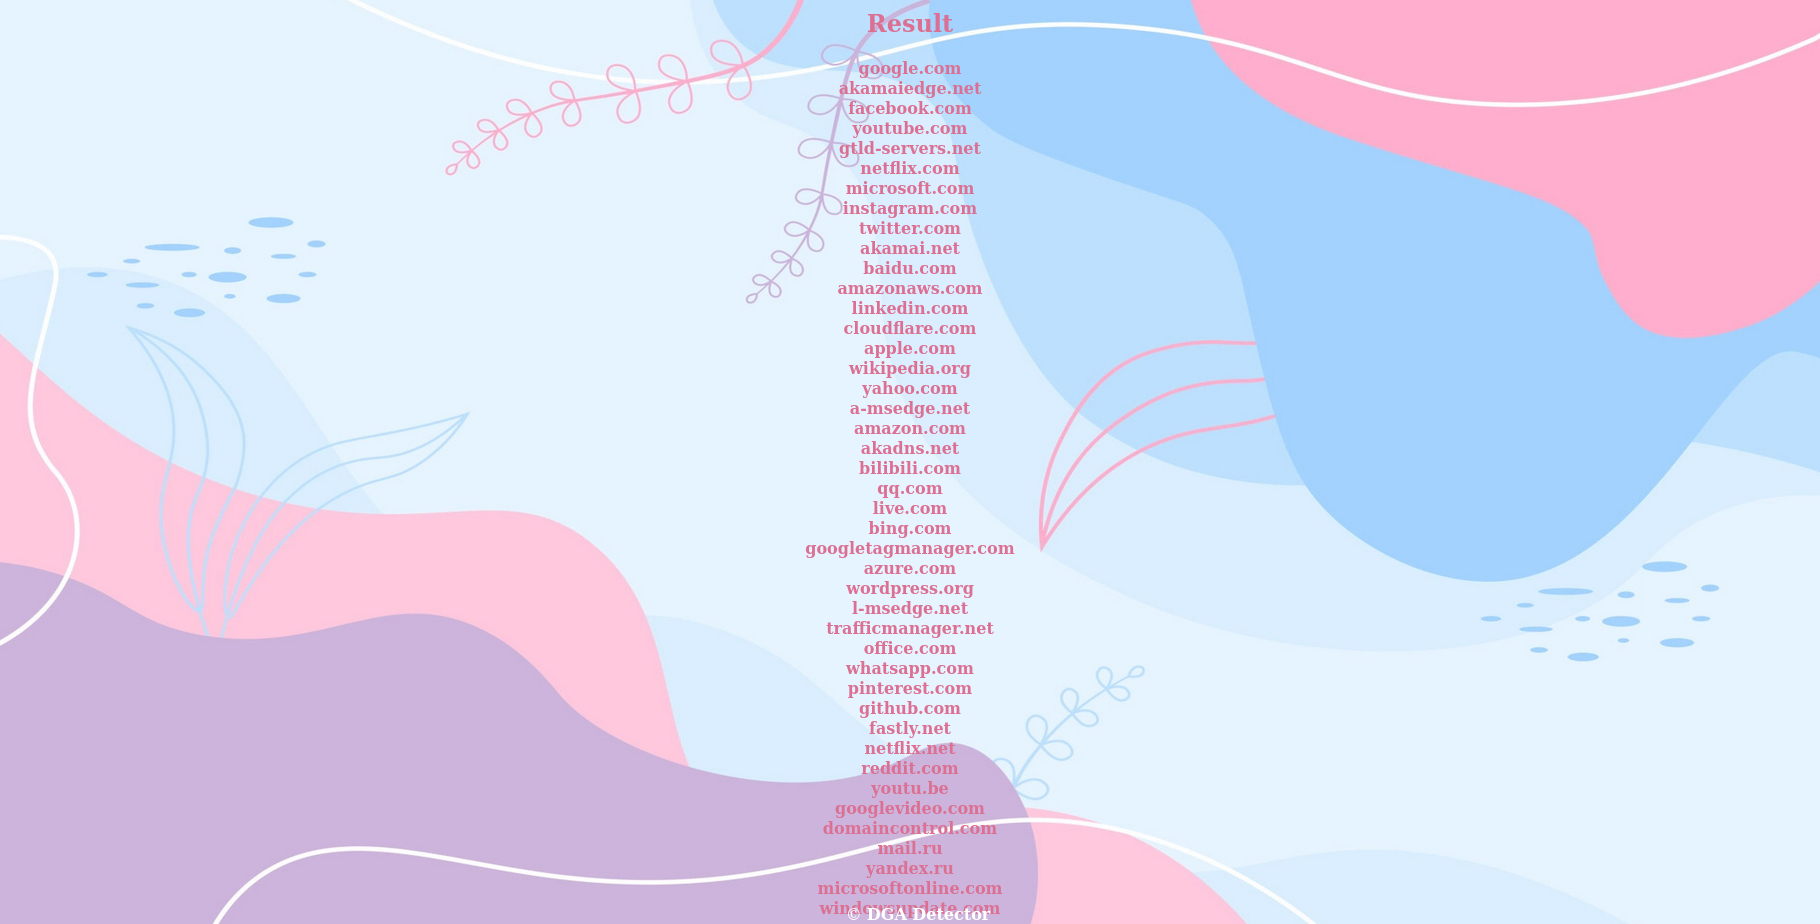 Result
google.com
akamaiedge.net
facebook.com
youtube.com
gtld-servers.net
netflix.com
microsoft.com
instagram.com
twitter.com
akamai.net
baidu.com
amazonaws.com
linkedin.com
cloudflare.com
apple.com
wikipedia.org
yahoo.com
a-msedge.net
amazon.com
akadns.net
bilibili.com
qq.com
live.com
bing.com
googletagmanager.com
azure.com
wordpress.org
l-msedge.net
trafficmanager.net
office.com
whatsapp.com
pinterest.com
github.com
fastly.net
netflix.net
reddit.com
youtu.be
googlevideo.com
domaincontrol.com
mail.ru
yandex.ru
microsoftonline.com
windowsupdate.com
© DGA Detector